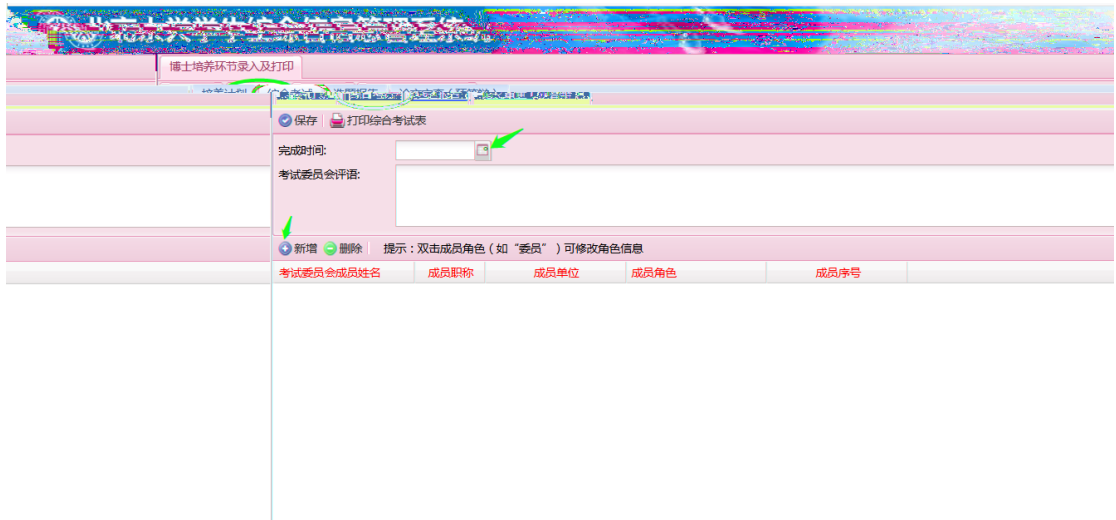 博士培养环节录入及打印
保存 打印综合考试表
完成时间:
考试委员会评语:
新增 删除 提示：双击成员角色（如“委员”）可修改角色信息
考试委员会成员姓名 成员职称 成员单位 成员角色 成员序号